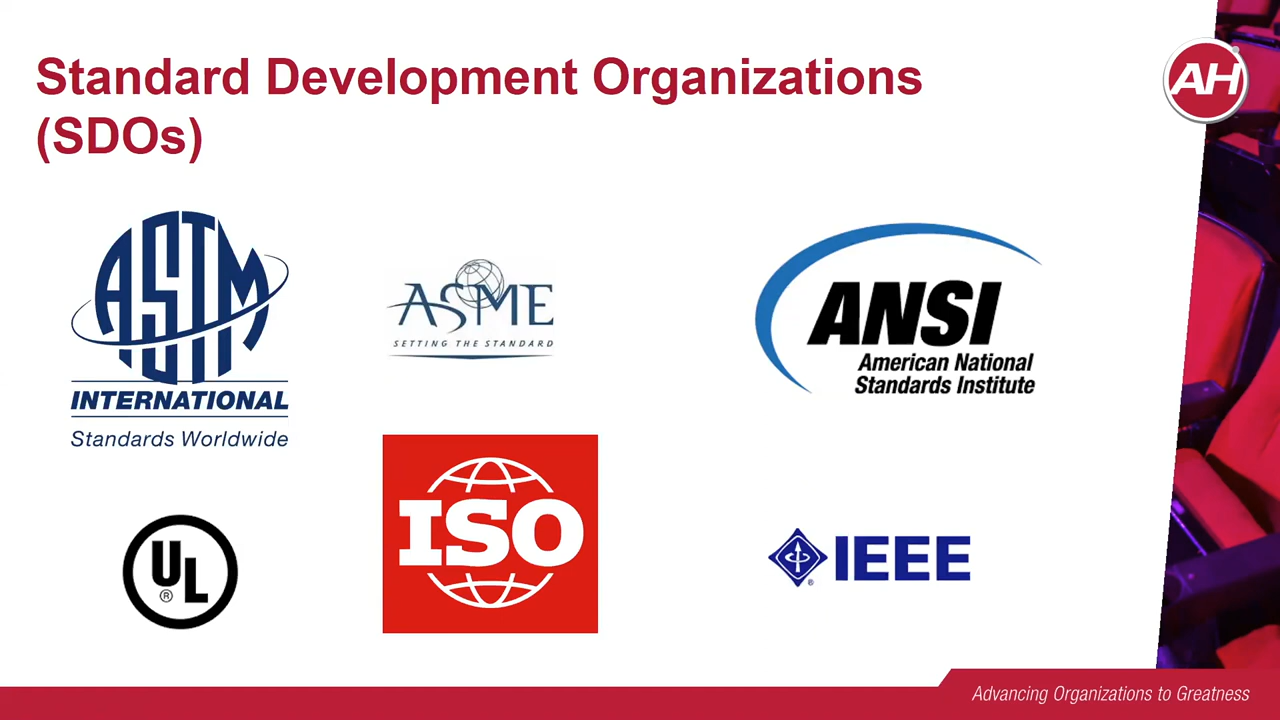 Standard Development Organizations
(SDOs)
AH
ASTM
INTERNATIONAL
Standards Worldwide
ASME
SETTING THE STANDARD
ANSI
American National
Standards Institute
UL
®
ISO
IEEE
®
Advancing Organizations to Greatness